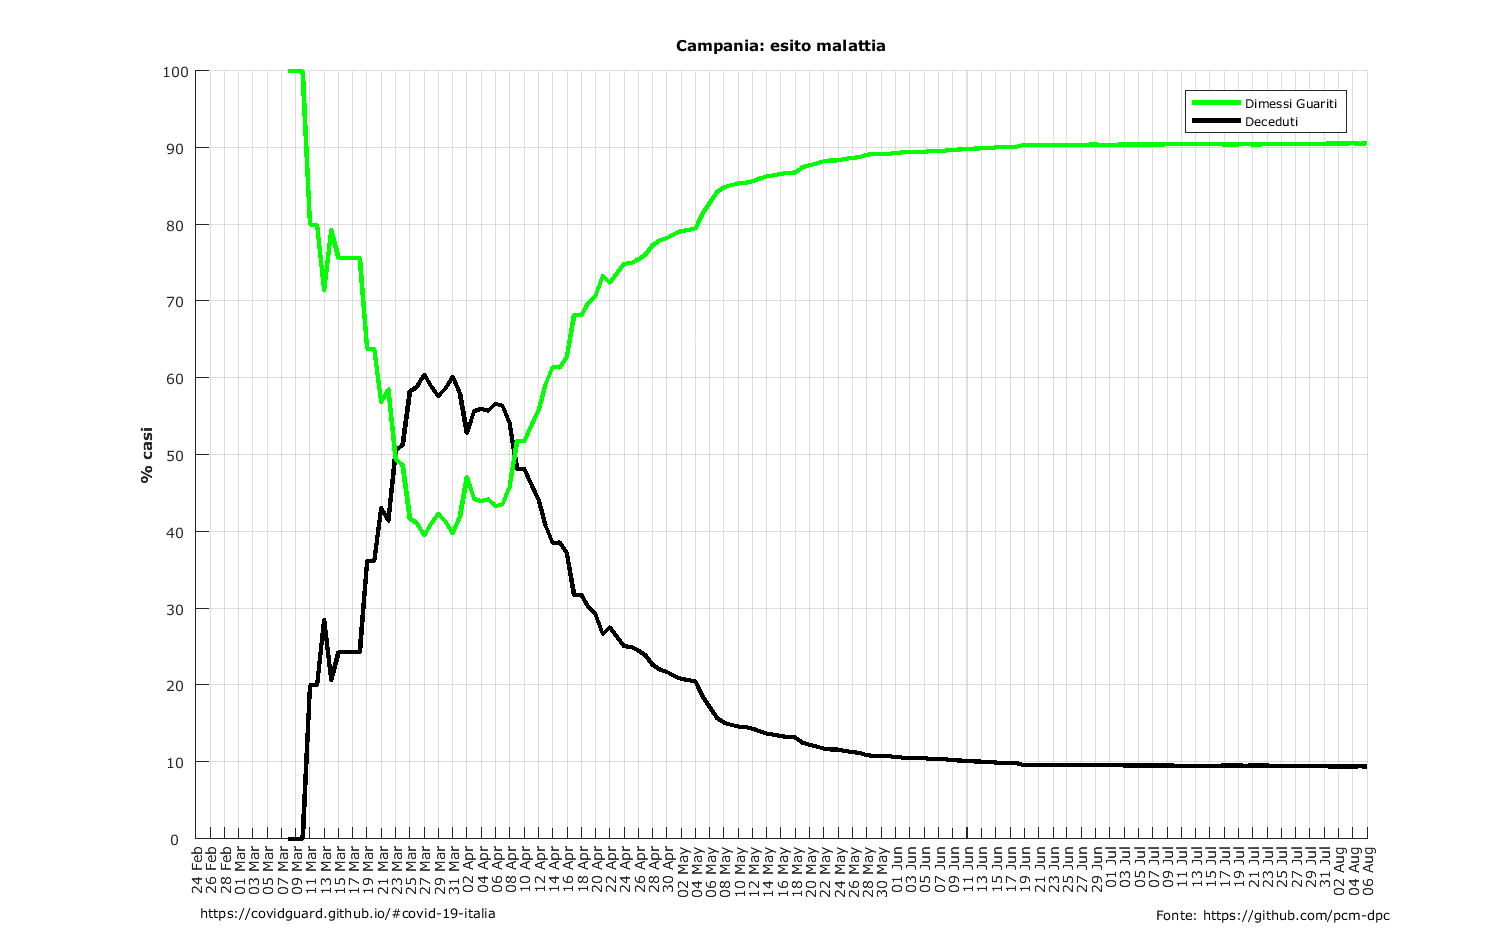 Campania: esito malattia
Dimessi Guariti
Deceduti
% casi
100
90
80
70
60
50
40
30
20
10
0
24 Feb
26 Feb
28 Feb
01 Mar
03 Mar
05 Mar
07 Mar
09 Mar
11 Mar
13 Mar
15 Mar
17 Mar
19 Mar
21 Mar
23 Mar
25 Mar
27 Mar
29 Mar
31 Mar
02 Apr
04 Apr
06 Apr
08 Apr
10 Apr
12 Apr
14 Apr
16 Apr
18 Apr
20 Apr
22 Apr
24 Apr
26 Apr
28 Apr
30 Apr
02 May
04 May
06 May
08 May
10 May
12 May
14 May
16 May
18 May
20 May
22 May
24 May
26 May
28 May
30 May
01 Jun
03 Jun
05 Jun
07 Jun
09 Jun
11 Jun
13 Jun
15 Jun
17 Jun
19 Jun
21 Jun
23 Jun
25 Jun
27 Jun
29 Jun
01 Jul
03 Jul
05 Jul
07 Jul
09 Jul
11 Jul
13 Jul
15 Jul
17 Jul
19 Jul
21 Jul
23 Jul
25 Jul
27 Jul
29 Jul
31 Jul
02 Aug
04 Aug
06 Aug
https://covidguard.github.io/#covid-19-italia
Fonte: https://github.com/pcm-dpc